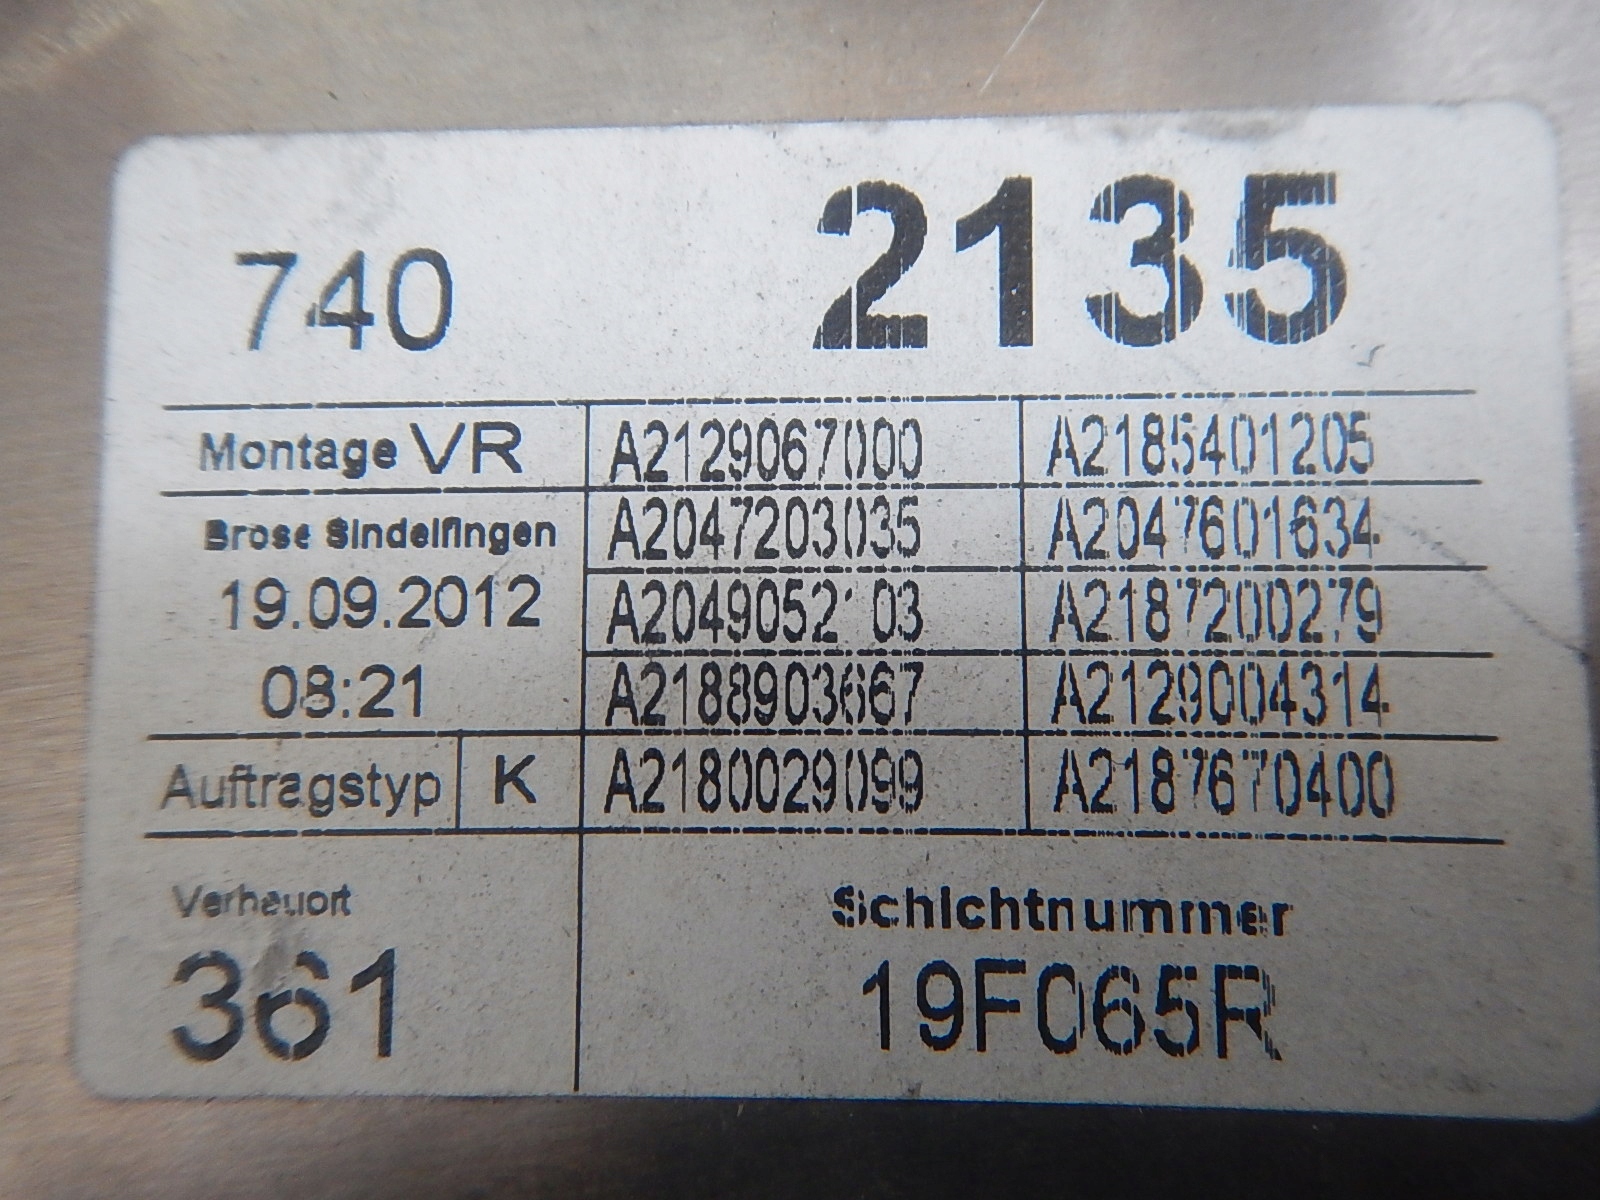 740 2135
Montage VR A2129067000 A2185401205
Brose Sindelfingen A2047203035 A2047601634
19.09.2012 A2187200279
08:21 A2188903667 A2129004314
Auftragstyp K A2180029099 A2187670400
Verbauort Schichtnummer
361 19F065R